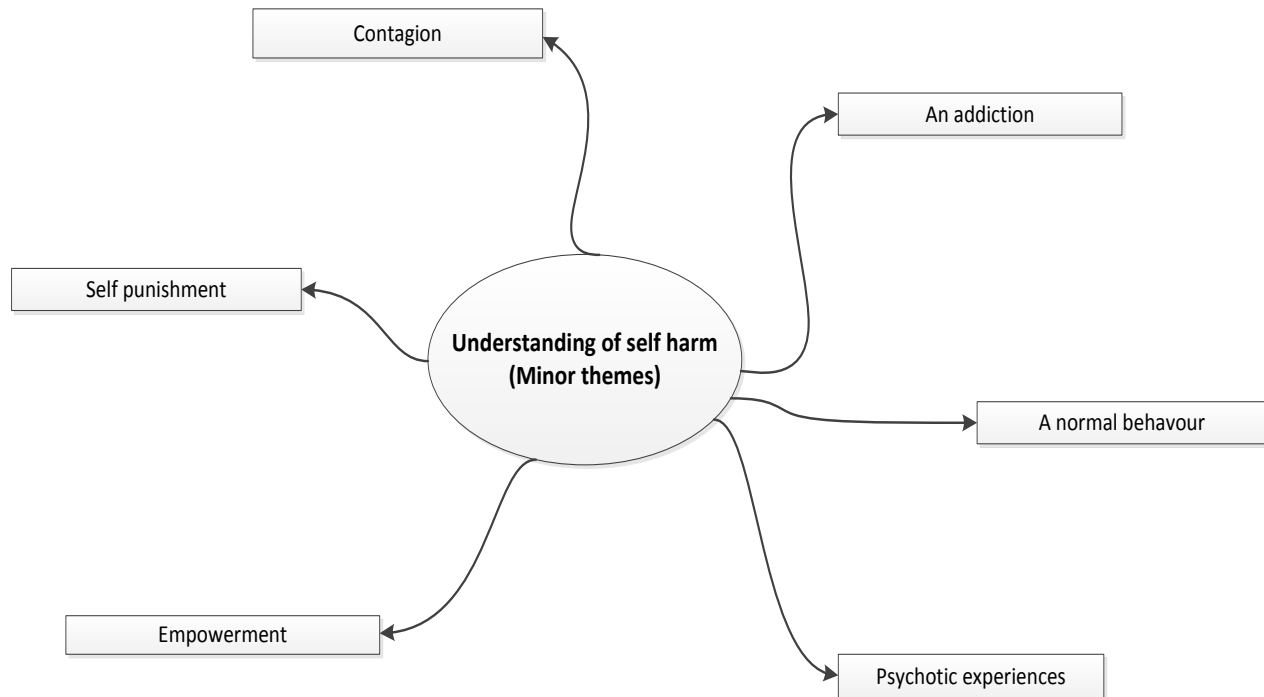 Contagion
An addiction
Self punishment
Understanding of self harm
(Minor themes)
A normal behavour
Empowerment
Psychotic experiences